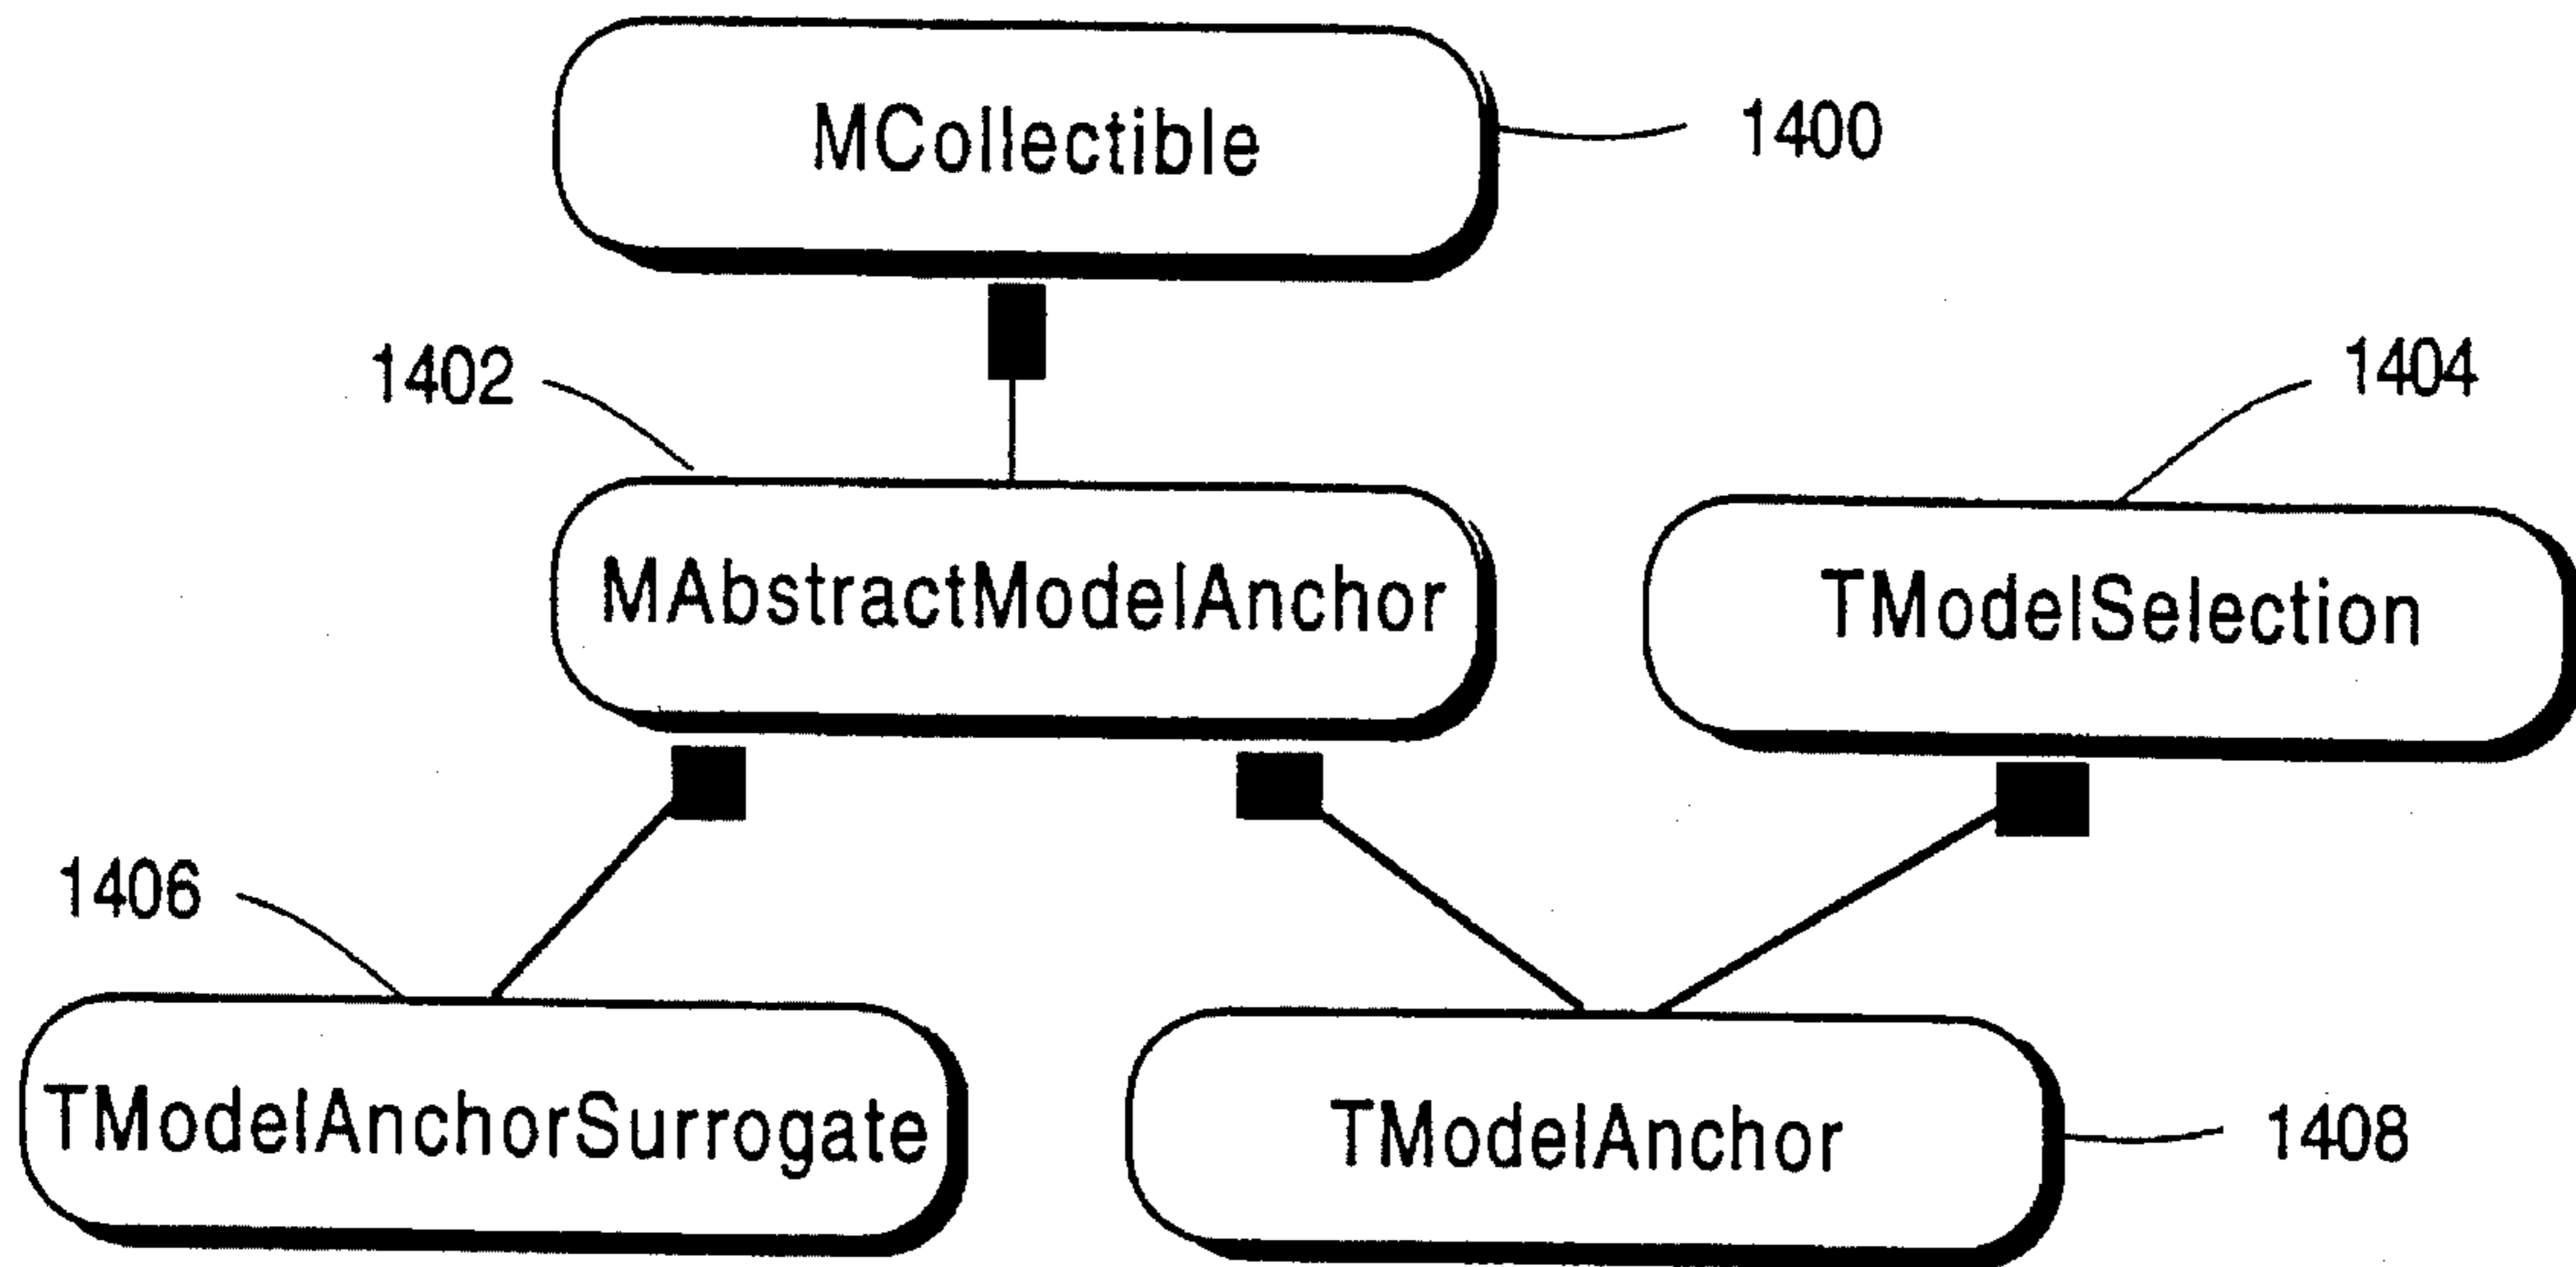 MCollectible
1400
1402
1404
MAbstractModelAnchor
TModelSelection
1406
TModelAnchorSurrogate
TModelAnchor
1408